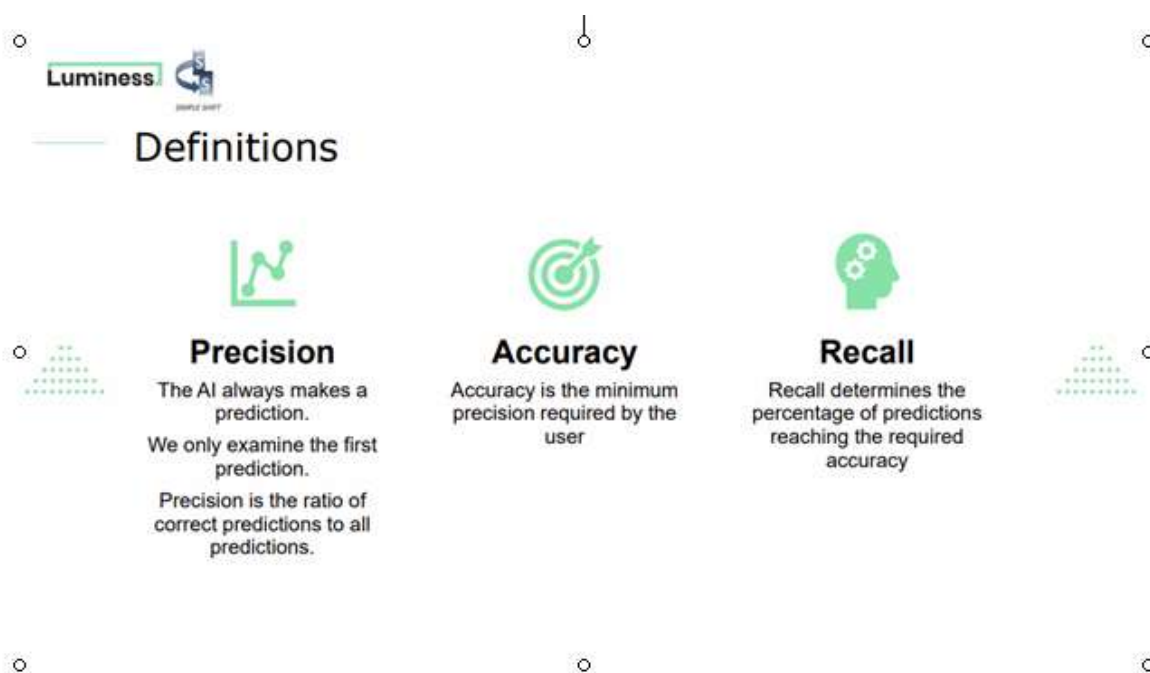 Luminess
SIMPLE SHIFT
Definitions
Precision
The AI always makes a
prediction.
We only examine the first
prediction.
Precision is the ratio of
correct predictions to all
predictions.
Accuracy
Accuracy is the minimum
precision required by the
user
Recall
Recall determines the
percentage of predictions
reaching the required
accuracy